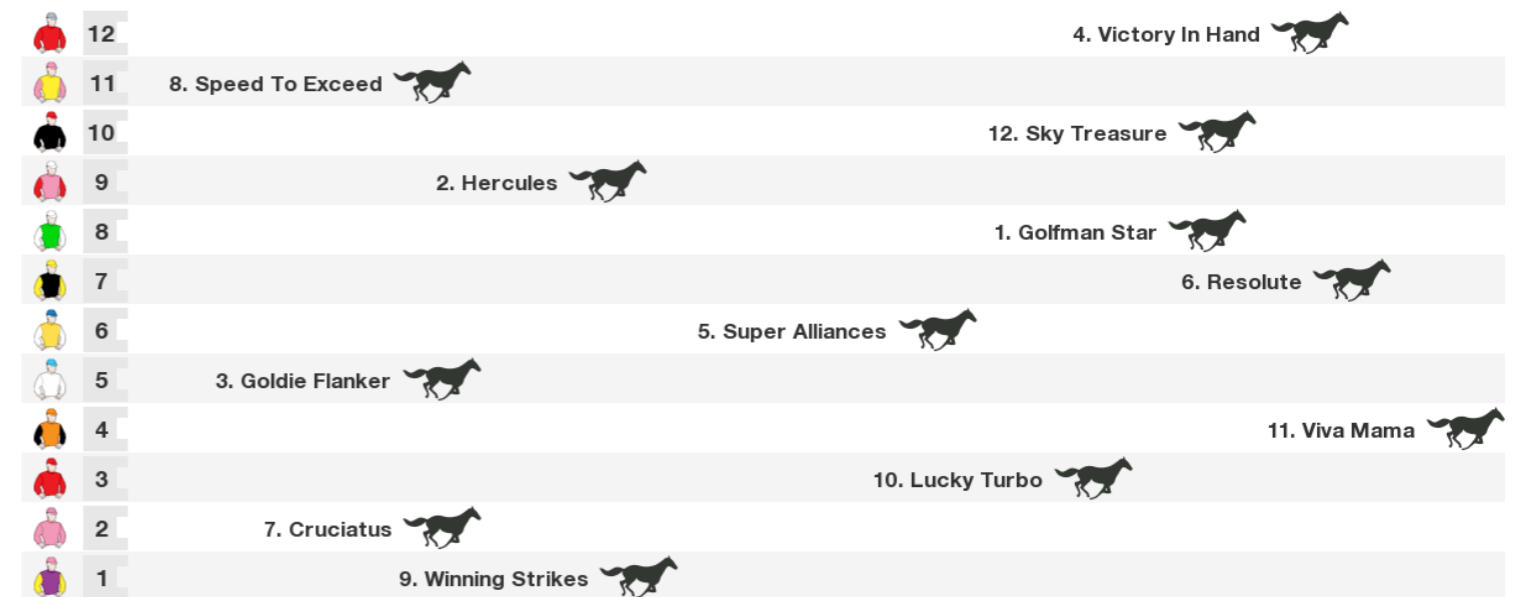 12 4. Victory In Hand
11 8. Speed To Exceed
10 12. Sky Treasure
9 2. Hercules
8 1. Golfman Star
7 6. Resolute
6 5. Super Alliances
5 3. Goldie Flanker
4 11. Viva Mama
3 10. Lucky Turbo
2 7. Cruciatus
1 9. Winning Strikes